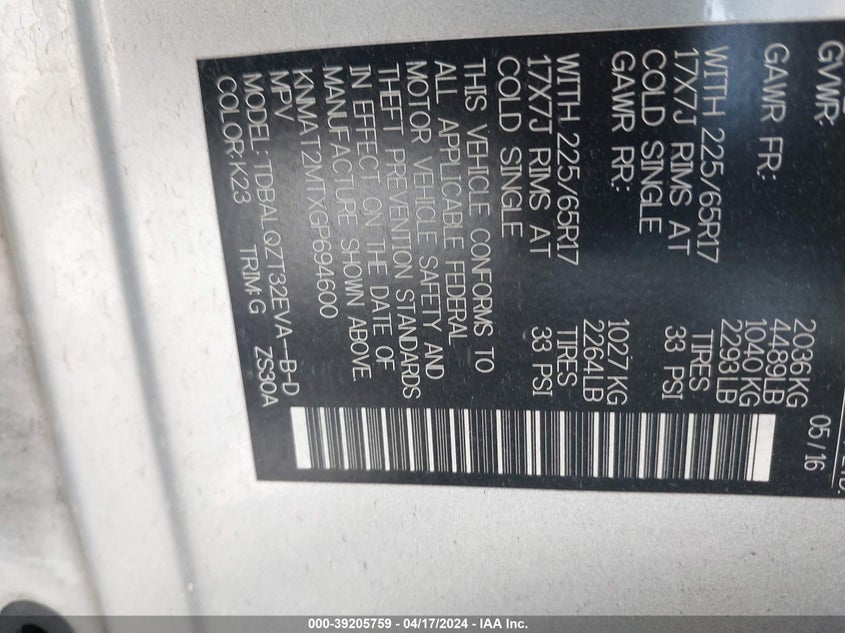 05/16
GVWR: 2036KG
4489LB
GAWR FR: 1040KG
2293LB
WITH 225/65R17 TIRES
17X7J RIMS AT 33 PSI
COLD SINGLE
GAWR RR: 1027KG
2264LB
WITH 225/65R17 TIRES
17X7J RIMS AT 33 PSI
COLD SINGLE
THIS VEHICLE CONFORMS TO
ALL APPLICABLE FEDERAL
MOTOR VEHICLE SAFETY AND
THEFT PREVENTION STANDARDS
IN EFFECT ON THE DATE OF
MANUFACTURE SHOWN ABOVE.
KNMAT2MTXGP694600
MPV
MODEL: TDBALQZT32EVA--B-D
COLOR:K23 TRIM:G ZS30A
000-39205759 - 04/17/2024 - IAA Inc.